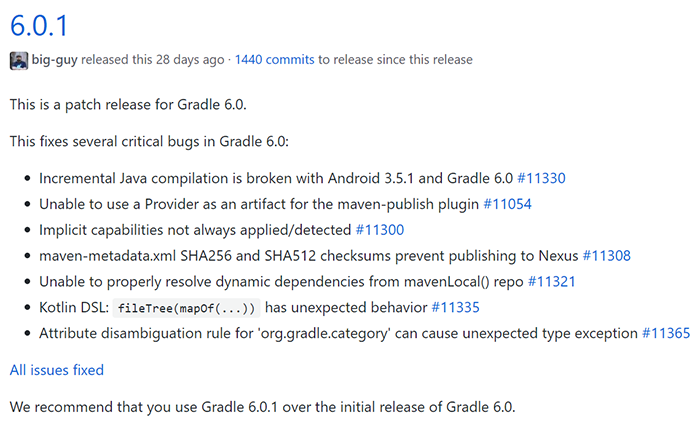 6.0.1
big-guy released this 28 days ago · 1440 commits to release since this release
This is a patch release for Gradle 6.0.
This fixes several critical bugs in Gradle 6.0:
• Incremental Java compilation is broken with Android 3.5.1 and Gradle 6.0 #11330
• Unable to use a Provider as an artifact for the maven-publish plugin #11054
• Implicit capabilities not always applied/detected #11300
• maven-metadata.xml SHA256 and SHA512 checksums prevent publishing to Nexus #11308
• Unable to properly resolve dynamic dependencies from mavenLocal() repo #11321
• Kotlin DSL: fileTree(mapOf(...)) has unexpected behavior #11335
• Attribute disambiguation rule for 'org.gradle.category' can cause unexpected type exception #11365
All issues fixed
We recommend that you use Gradle 6.0.1 over the initial release of Gradle 6.0.